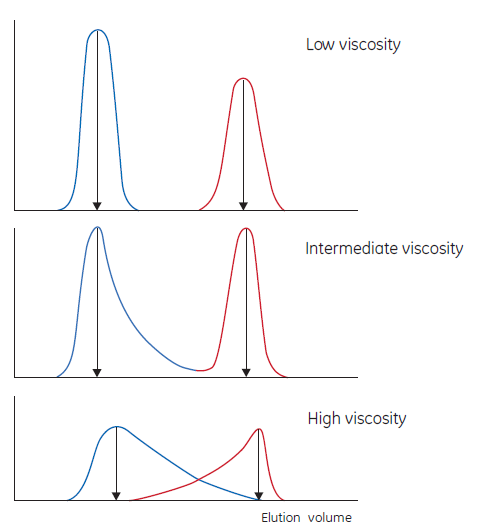 Low viscosity
Intermediate viscosity
High viscosity
Elution volume